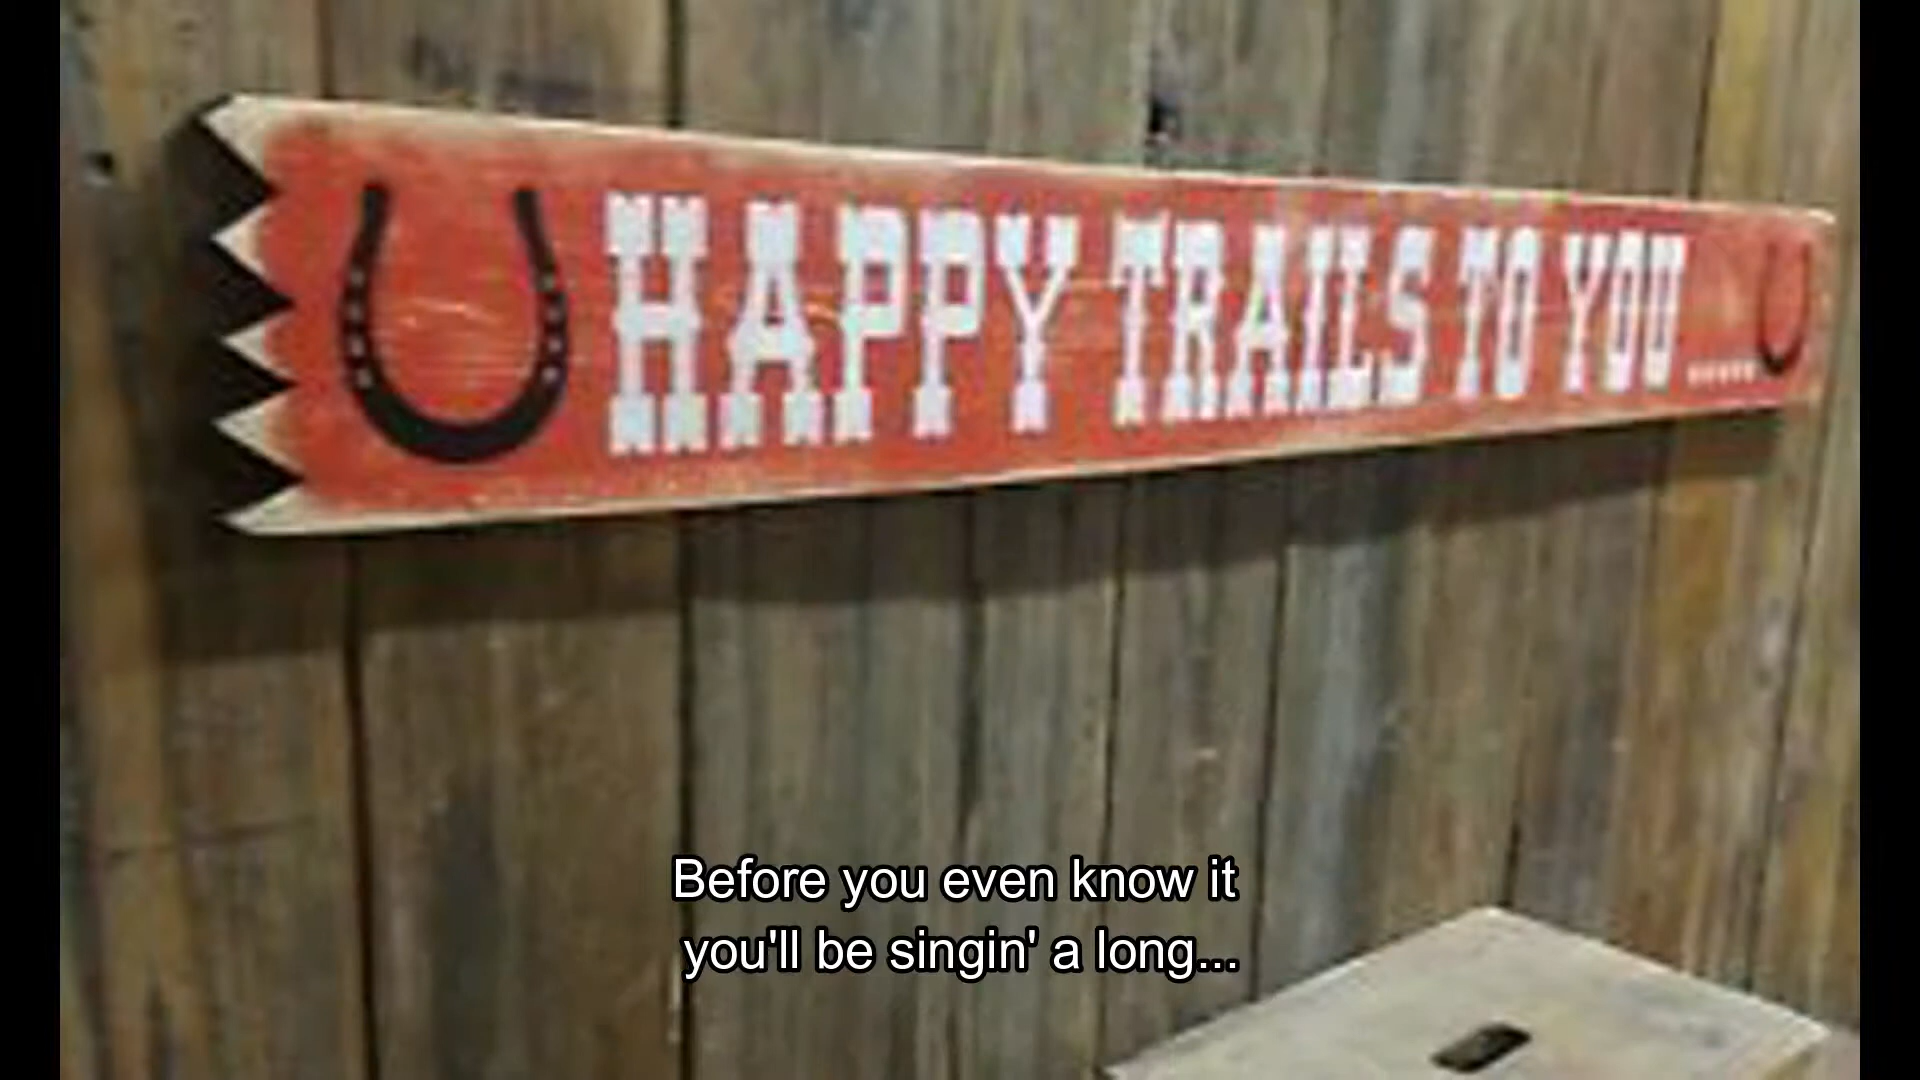 HAPPY TRAILS TO YOU.....
Before you even know it
you'll be singin' a long...